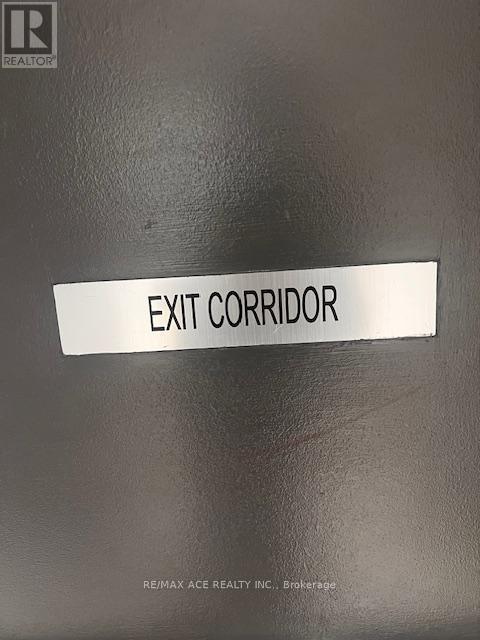 R
REALTOR®
EXIT CORRIDOR
RE/MAX ACE REALTY INC., Brokerage